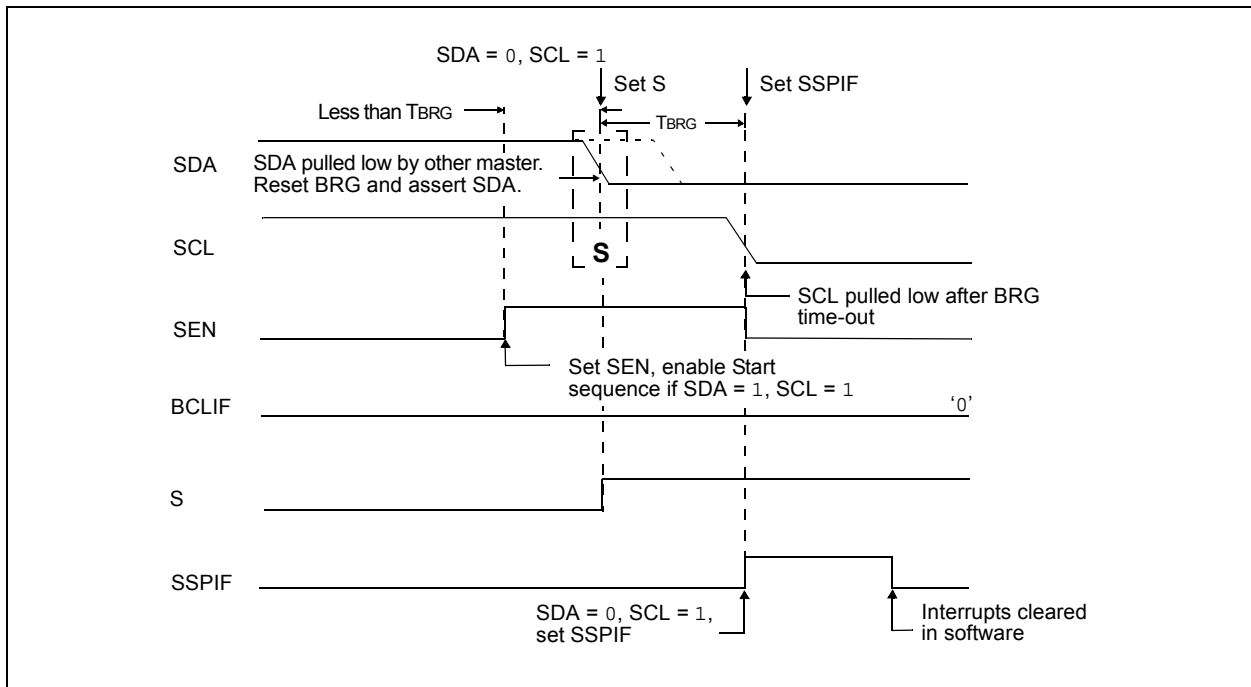 SDA = 0, SCL = 1
Set S
Set SSPIF
Less than TBRG
TBRG
SDA
SDA pulled low by other master.
Reset BRG and assert SDA.
SCL
S
SCL pulled low after BRG
time-out
SEN
Set SEN, enable Start
sequence if SDA = 1, SCL = 1
BCLIF
‘0’
S
SSPIF
SDA = 0, SCL = 1,
set SSPIF
Interrupts cleared
in software